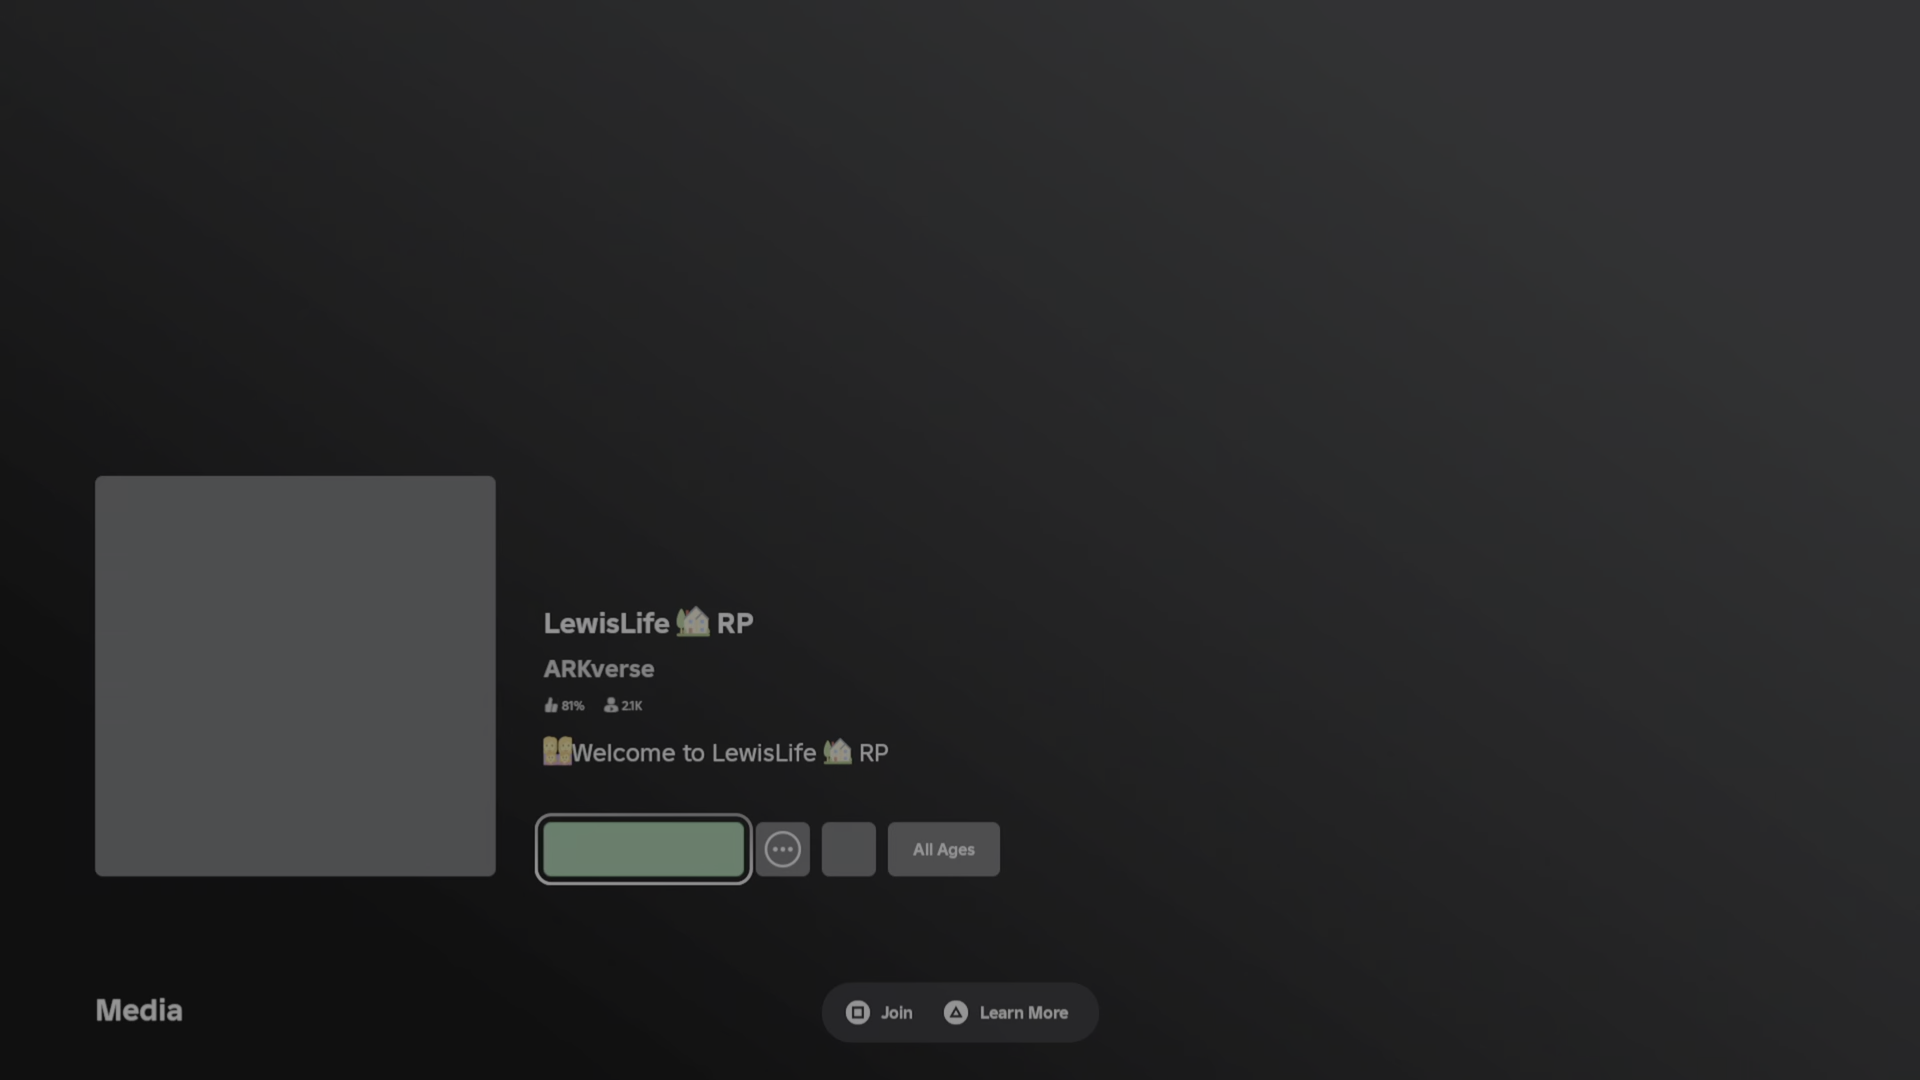 LewisLife 🏡 RP
ARKverse
81% 2.1K
👯Welcome to LewisLife 🏡 RP
All Ages
Media
Join
Learn More